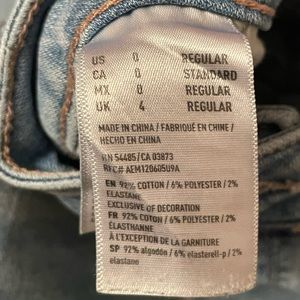 US 0 REGULAR
CA 0 STANDARD
MX 0 REGULAR
UK 4 REGULAR
MADE IN CHINA / FABRIQUÉ EN CHINE /
HECHO EN CHINA
RN 54485/CA 03873
RFC# AEM120605U9A
EN 92% COTTON / 6% POLYESTER / 2%
ELASTANE
EXCLUSIVE OF DECORATION
FR 92% COTON / 6% POLYESTER / 2%
ÉLASTHANNE
À L'EXCEPTION DE LA GARNITURE
SP 92% algodón / 6% elasterell-p / 2%
elastane